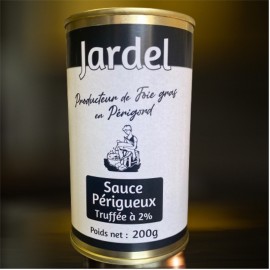 Jardel
Producteur de Foie gras
en Périgord
Sauce
Périgueux
Truffée à 2%
Poids net : 200g